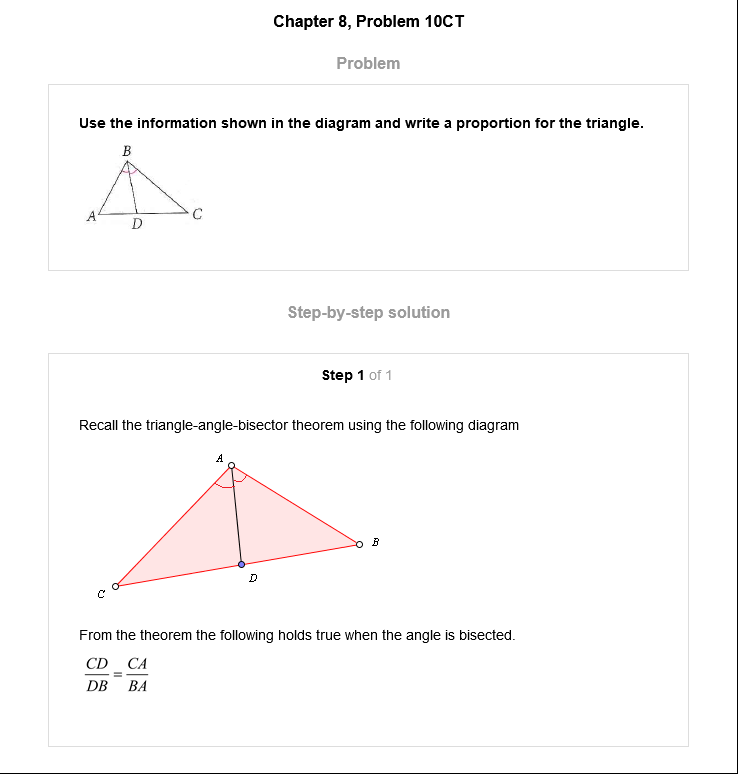 Chapter 8, Problem 10CT
Problem
Use the information shown in the diagram and write a proportion for the triangle.
B
A
C
D
Step-by-step solution
Step 1 of 1
Recall the triangle-angle-bisector theorem using the following diagram
A
B
D
C
From the theorem the following holds true when the angle is bisected.
CD/DB = CA/BA